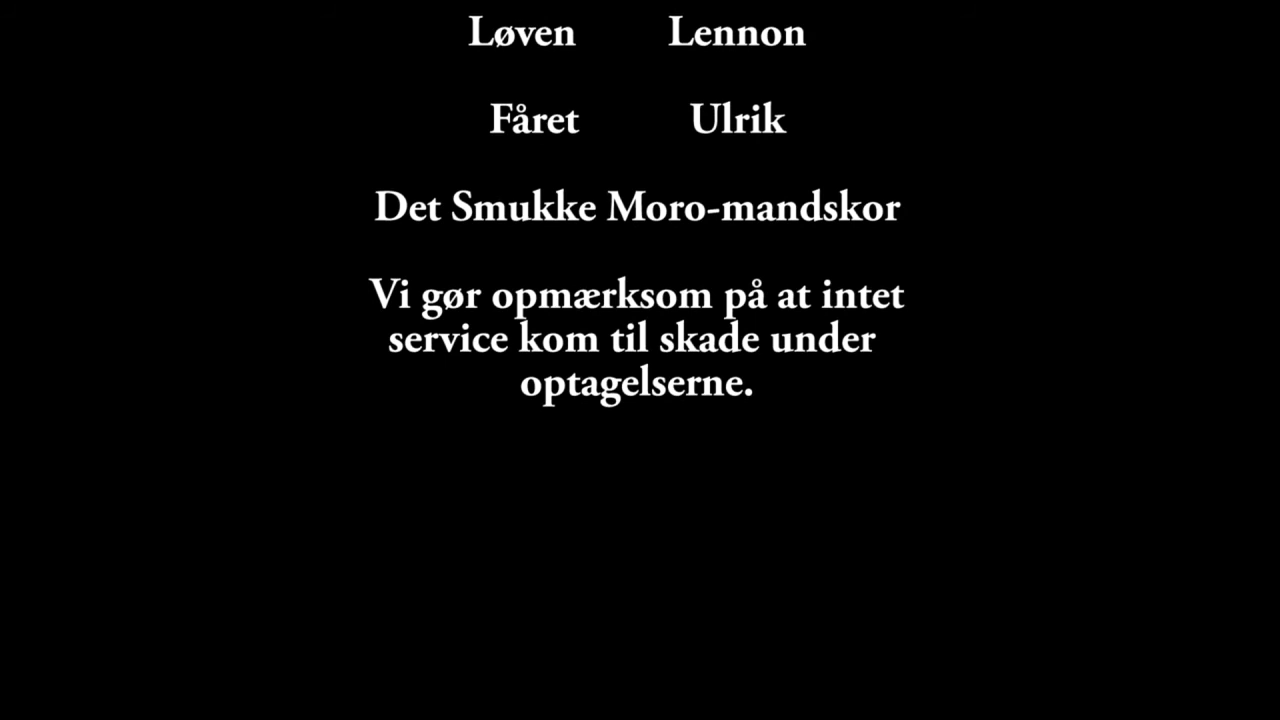 Løven Lennon
Fåret Ulrik
Det Smukke Moro-mandskor
Vi gør opmærksom på at intet
service kom til skade under
optagelserne.